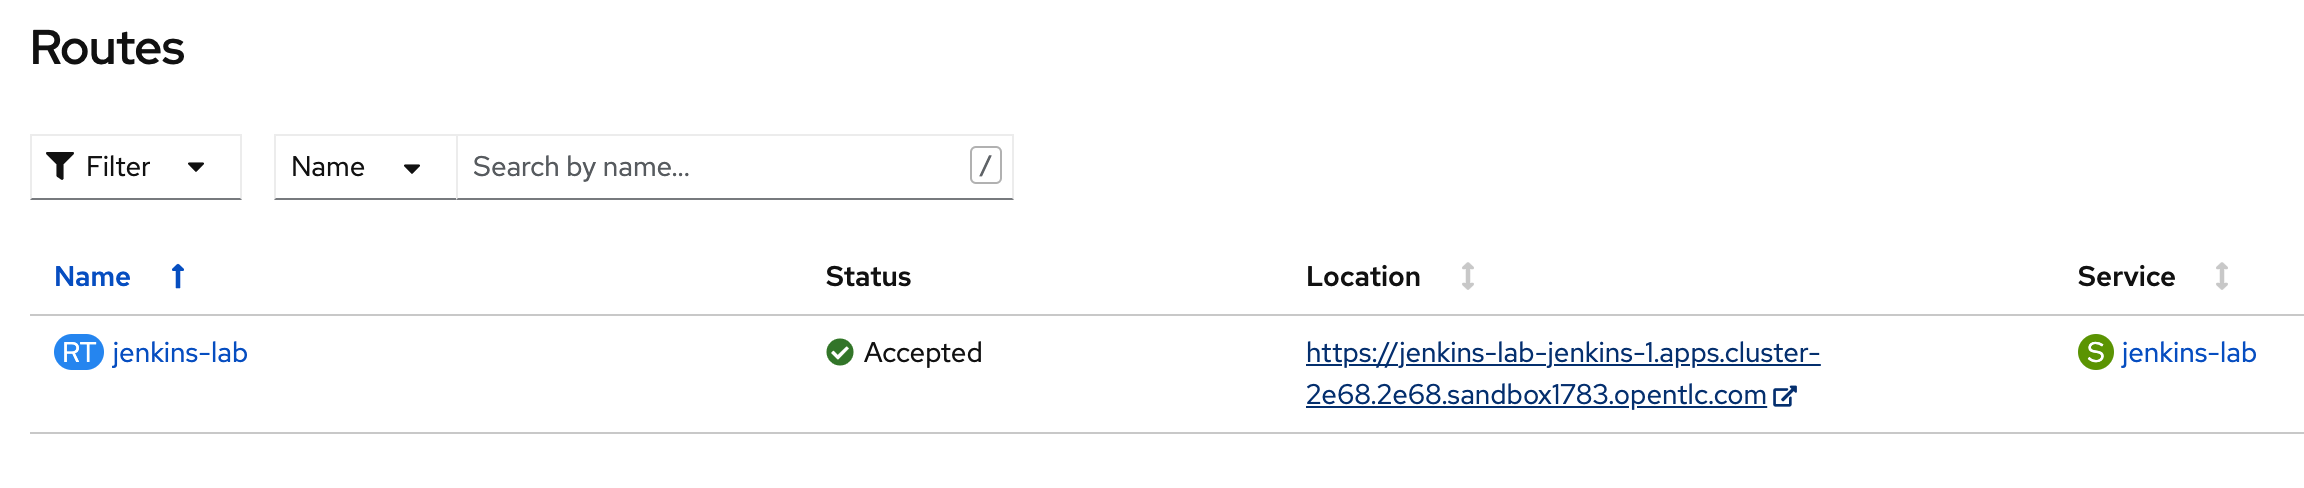 Routes
Filter
Name
Search by name...
/
Name
Status
Location
Service
RT jenkins-lab
Accepted
https://jenkins-lab-jenkins-1.apps.cluster-
2e68.2e68.sandbox1783.opentlc.com
S jenkins-lab